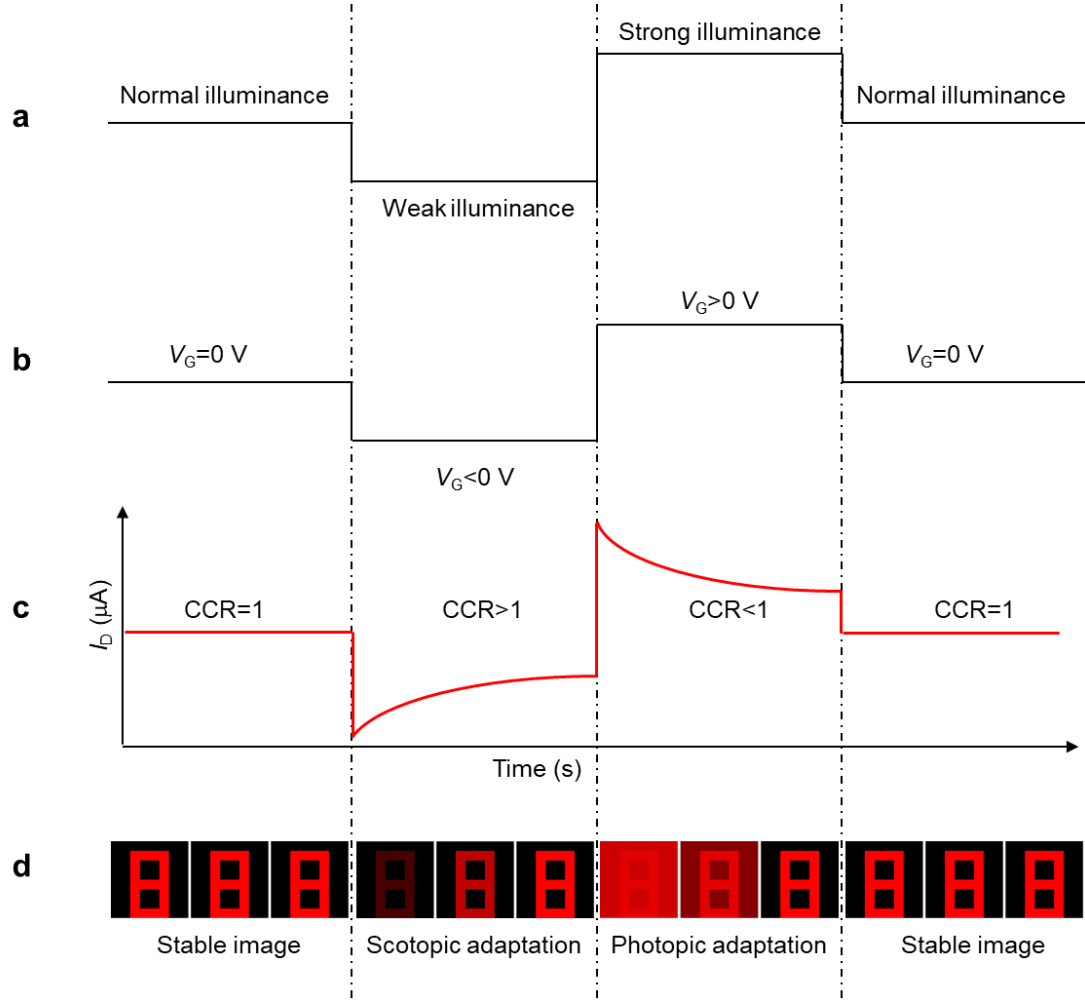 a
Normal illuminance
Weak illuminance
Strong illuminance
Normal illuminance
b
VG=0 V
VG<0 V
VG>0 V
VG=0 V
c
ID (μA)
CCR=1
CCR>1
CCR<1
CCR=1
Time (s)
d
Stable image
Scotopic adaptation
Photopic adaptation
Stable image